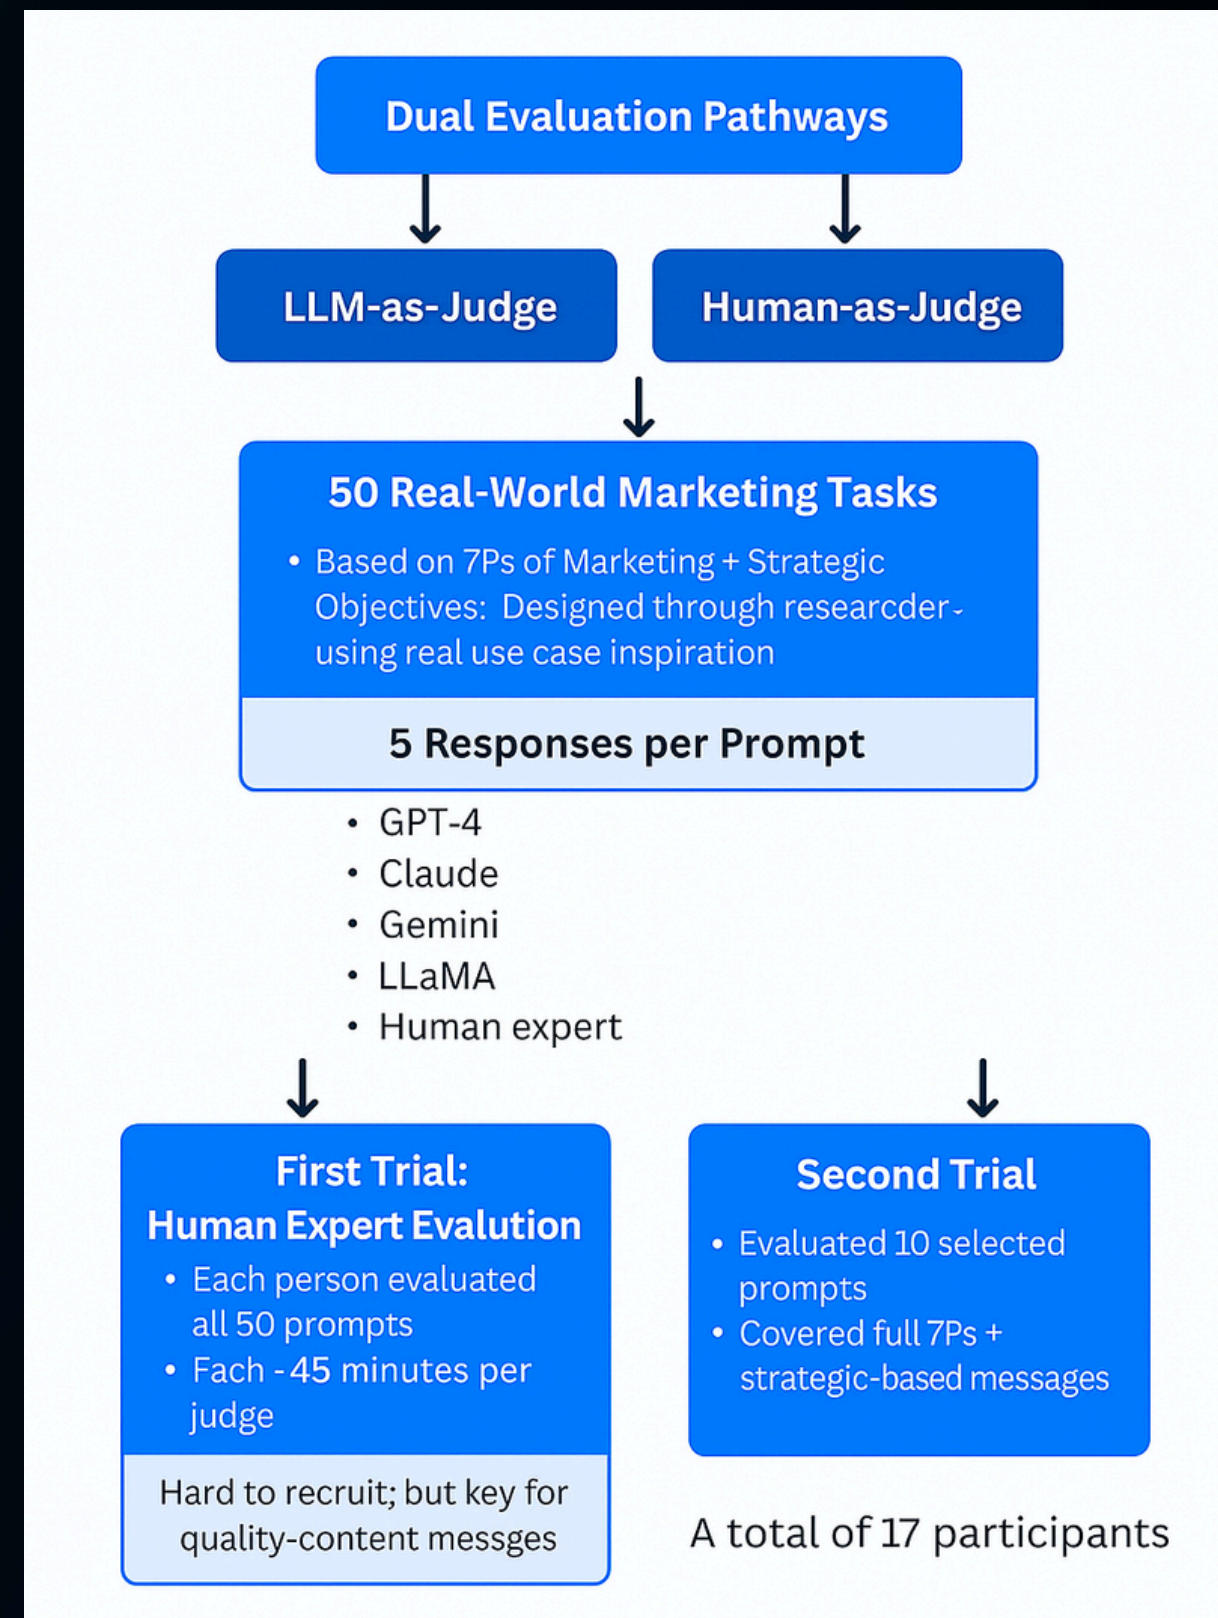 Dual Evaluation Pathways
LLM-as-Judge
Human-as-Judge
50 Real-World Marketing Tasks
• Based on 7Ps of Marketing + Strategic
Objectives: Designed through researcder-
using real use case inspiration
5 Responses per Prompt
• GPT-4
• Claude
• Gemini
• LLaMA
• Human expert
First Trial:
Human Expert Evalution
• Each person evaluated
all 50 prompts
• Fach -45 minutes per
judge
Hard to recruit; but key for
quality-content messges
Second Trial
• Evaluated 10 selected
prompts
• Covered full 7Ps +
strategic-based messages
A total of 17 participants